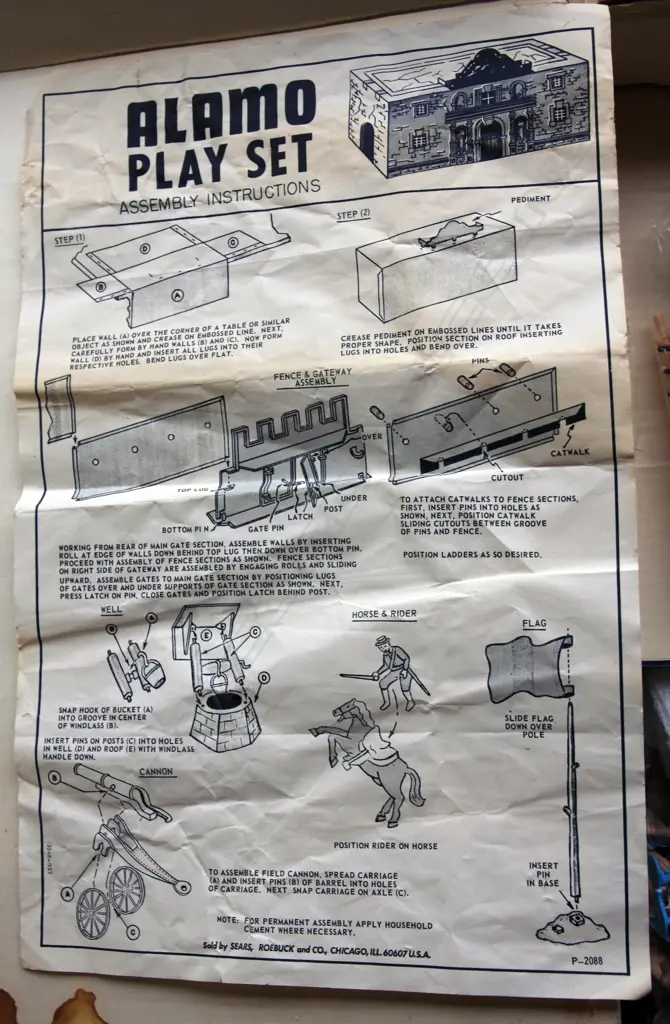 ALAMO
PLAY SET
ASSEMBLY INSTRUCTIONS
STEP (1)
D
C
B
A
PLACE WALL (A) OVER THE CORNER OF A TABLE OR SIMILAR
OBJECT AS SHOWN AND CREASE ON EMBOSSED LINE. NEXT,
CAREFULLY FORM BY HAND WALLS (B) AND (C). NOW FORM
WALL (D) BY HAND AND INSERT ALL LUGS INTO THEIR
RESPECTIVE HOLES. BEND LUGS OVER FLAT.
STEP (2)
PEDIMENT
CREASE PEDIMENT ON EMBOSSED LINES UNTIL IT TAKES
PROPER SHAPE. POSITION SECTION ON ROOF INSERTING
LUGS INTO HOLES AND BEND OVER.
FENCE & GATEWAY
ASSEMBLY
PINS
OVER
CATWALK
CUTOUT
TOP LUG
UNDER
POST
LATCH
GATE PIN
BOTTOM PIN
WORKING FROM REAR OF MAIN GATE SECTION, ASSEMBLE WALLS BY INSERTING
ROLL AT EDGE OF WALLS DOWN BEHIND TOP LUG THEN DOWN OVER BOTTOM PIN.
PROCEED WITH ASSEMBLY OF FENCE SECTIONS AS SHOWN. FENCE SECTIONS
ON RIGHT SIDE OF GATEWAY ARE ASSEMBLED BY ENGAGING ROLLS AND SLIDING
UPWARD. ASSEMBLE GATES TO MAIN GATE SECTION BY POSITIONING LUGS
OF GATES OVER AND UNDER SUPPORTS OF GATE SECTION AS SHOWN. NEXT,
PRESS LATCH ON PIN, CLOSE GATES AND POSITION LATCH BEHIND POST.
TO ATTACH CATWALKS TO FENCE SECTIONS,
FIRST, INSERT PINS INTO HOLES AS
SHOWN. NEXT, POSITION CATWALK
SLIDING CUTOUTS BETWEEN GROOVE
OF PINS AND FENCE.
POSITION LADDERS AS SO DESIRED.
WELL
A
B
E
C
D
SNAP HOOK OF BUCKET (A)
INTO GROOVE IN CENTER
OF WINDLASS (B).
INSERT PINS ON POSTS (C) INTO HOLES
IN WELL (D) AND ROOF (E) WITH WINDLASS
HANDLE DOWN.
HORSE & RIDER
POSITION RIDER ON HORSE
FLAG
SLIDE FLAG
DOWN OVER
POLE
INSERT
PIN
IN BASE
CANNON
B
A
C
TO ASSEMBLE FIELD CANNON, SPREAD CARRIAGE
(A) AND INSERT PINS (B) OF BARREL INTO HOLES
OF CARRIAGE. NEXT SNAP CARRIAGE ON AXLE (C).
NOTE: FOR PERMANENT ASSEMBLY APPLY HOUSEHOLD
CEMENT WHERE NECESSARY.
Sold by SEARS, ROEBUCK and CO., CHICAGO, ILL. 60607 U.S.A.
P-2088